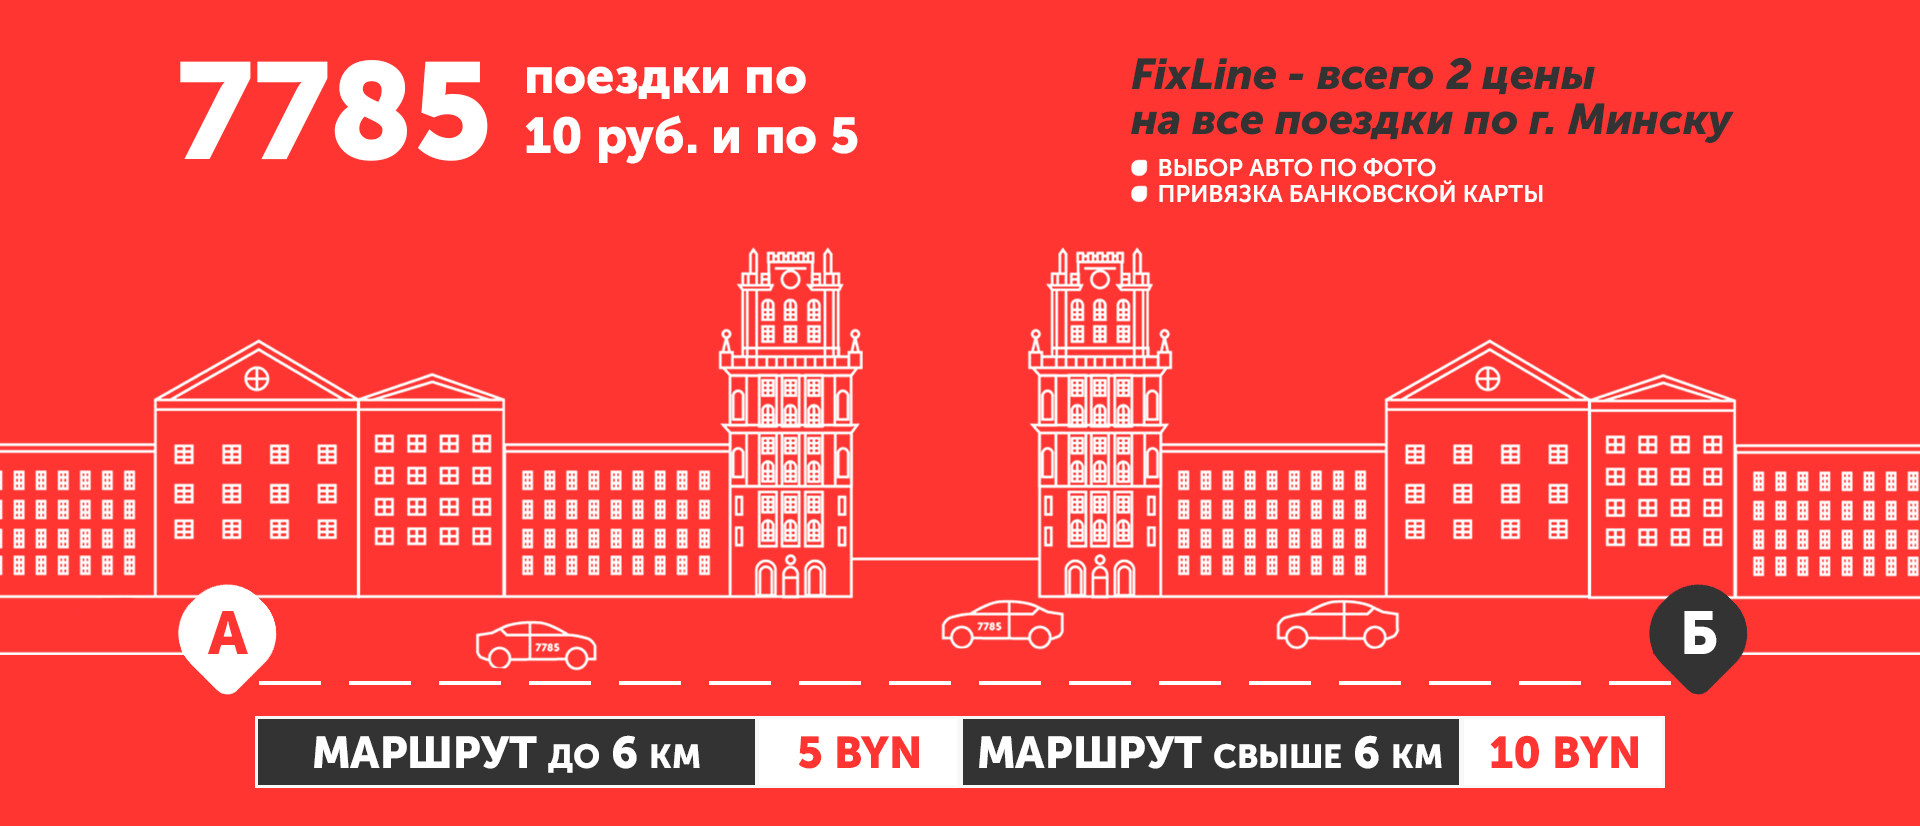 7785
поездки по
10 руб. и по 5
FixLine - всего 2 цены
на все поездки по г. Минску
ВЫБОР АВТО ПО ФОТО
ПРИВЯЗКА БАНКОВСКОЙ КАРТЫ
А
7785
7785
Б
МАРШРУТ ДО 6 КМ
5 BYN
МАРШРУТ СВЫШЕ 6 КМ
10 BYN